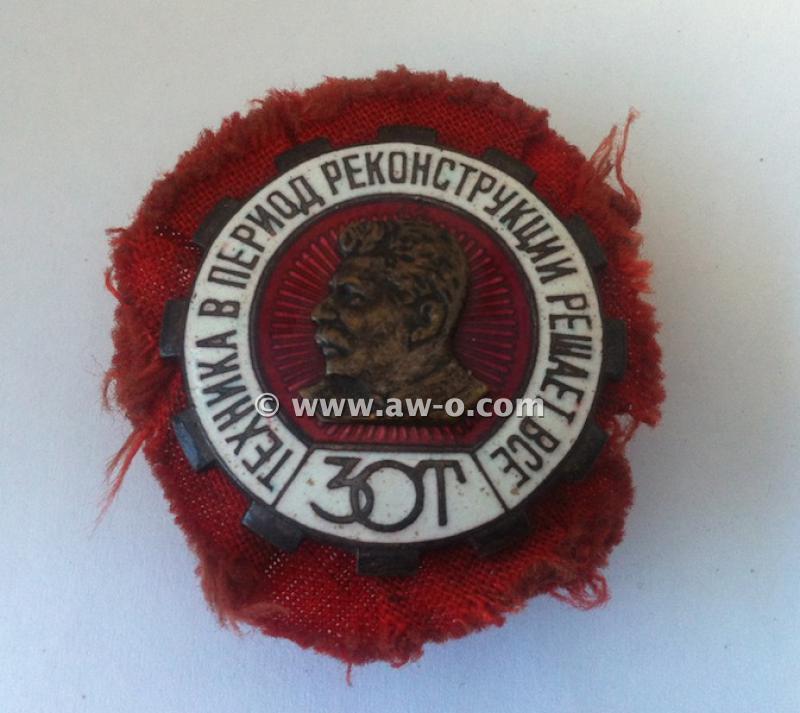 ТЕХНИКА В ПЕРИОД РЕКОНСТРУКЦИИ РЕШАЕТ ВСЕ
© www.aw-o.com
ЗОТ